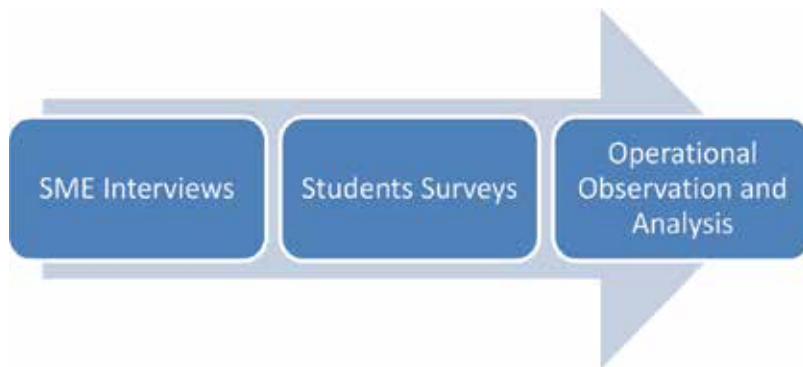 SME Interviews
Students Surveys
Operational
Observation and
Analysis